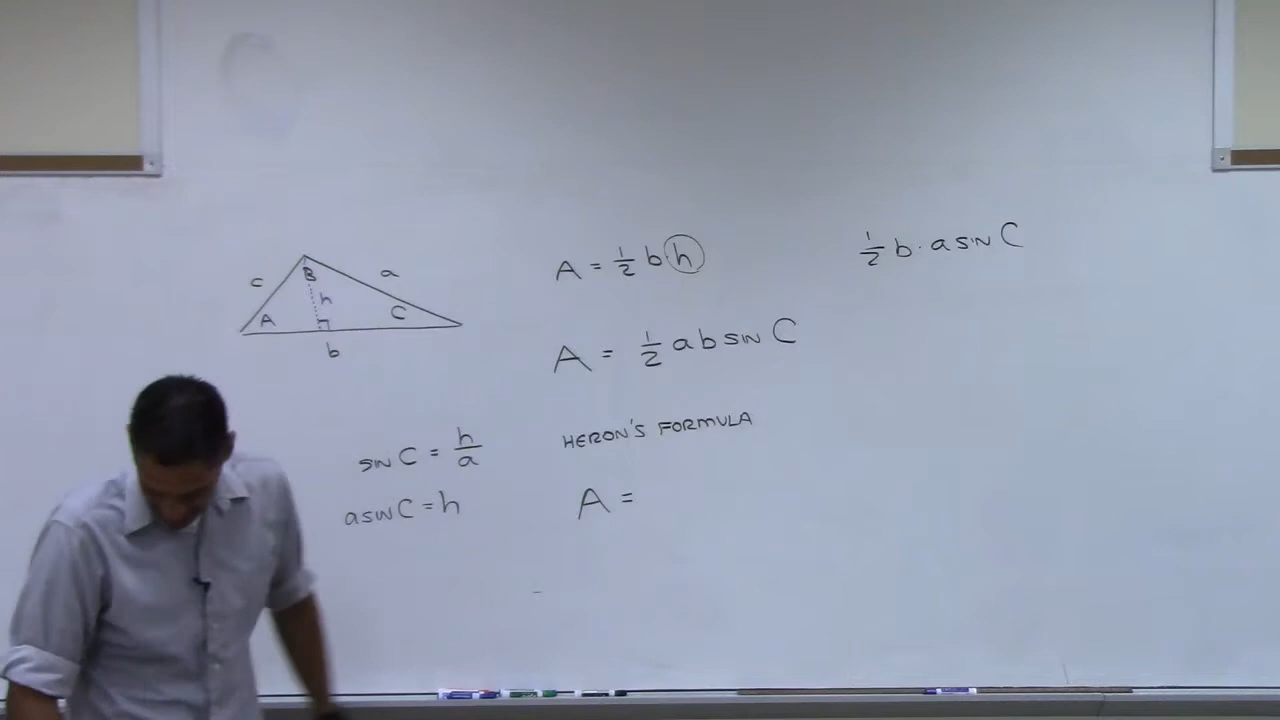 c
B
a
h
A
C
b
A = 1/2 b h
1/2 b · a sin C
A = 1/2 a b sin C
sin C = h/a
a sin C = h
HERON'S FORMULA
A =